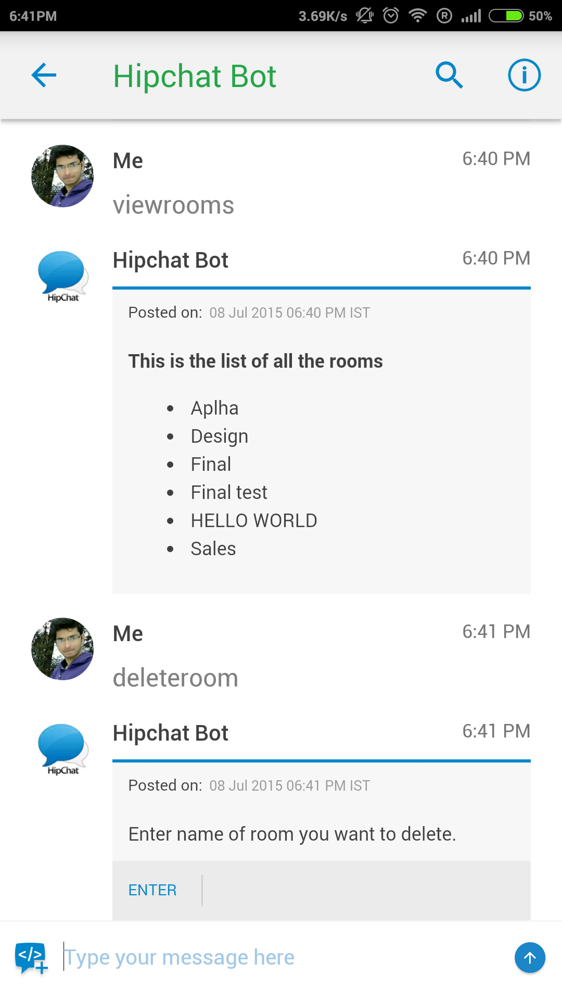 6:41PM 3.69K/s R 50%
Hipchat Bot
Me 6:40 PM
viewrooms
Hipchat Bot 6:40 PM
HipChat
Posted on: 08 Jul 2015 06:40 PM IST
This is the list of all the rooms
• Aplha
• Design
• Final
• Final test
• HELLO WORLD
• Sales
Me 6:41 PM
deleteroom
Hipchat Bot 6:41 PM
HipChat
Posted on: 08 Jul 2015 06:41 PM IST
Enter name of room you want to delete.
ENTER
</> Type your message here